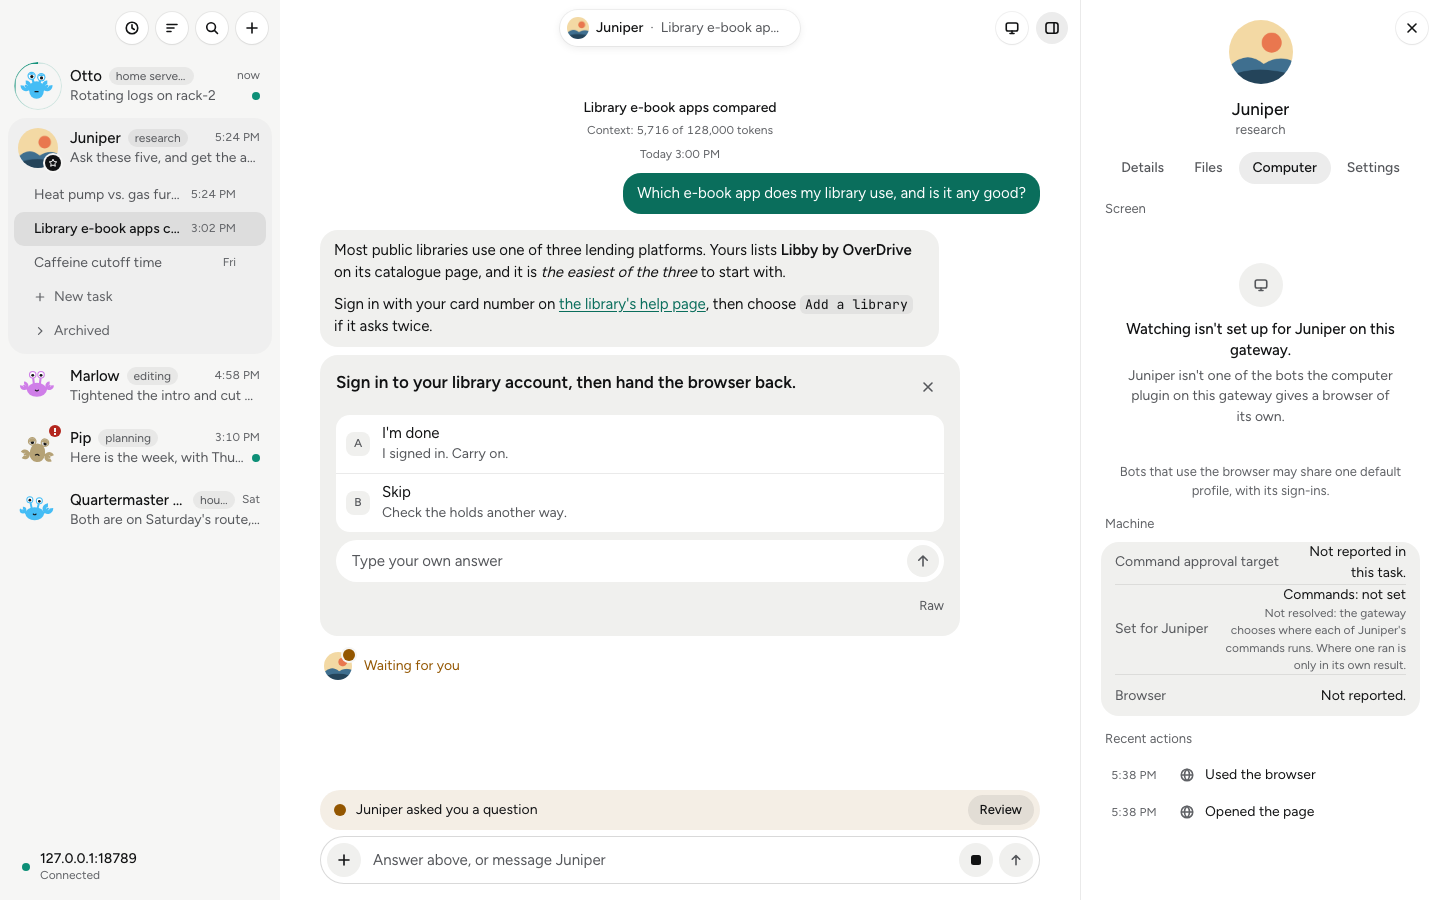 Otto home serve... now
Rotating logs on rack-2
Juniper research 5:24 PM
Ask these five, and get the a...
Heat pump vs. gas fur... 5:24 PM
Library e-book apps c... 3:02 PM
Caffeine cutoff time Fri
New task
Archived
Marlow editing 4:58 PM
Tightened the intro and cut ...
Pip planning 3:10 PM
Here is the week, with Thu...
Quartermaster ... hou... Sat
Both are on Saturday's route,...
127.0.0.1:18789
Connected
Juniper · Library e-book ap...
Library e-book apps compared
Context: 5,716 of 128,000 tokens
Today 3:00 PM
Which e-book app does my library use, and is it any good?
Most public libraries use one of three lending platforms. Yours lists Libby by OverDrive
on its catalogue page, and it is the easiest of the three to start with.
Sign in with your card number on the library's help page, then choose Add a library
if it asks twice.
Sign in to your library account, then hand the browser back.
A I'm done
I signed in. Carry on.
B Skip
Check the holds another way.
Type your own answer
Raw
Waiting for you
Juniper asked you a question Review
Answer above, or message Juniper
Juniper
research
Details Files Computer Settings
Screen
Watching isn't set up for Juniper on this
gateway.
Juniper isn't one of the bots the computer
plugin on this gateway gives a browser of
its own.
Bots that use the browser may share one default
profile, with its sign-ins.
Machine
Command approval target Not reported in
this task.
Set for Juniper Commands: not set
Not resolved: the gateway
chooses where each of Juniper's
commands runs. Where one ran is
only in its own result.
Browser Not reported.
Recent actions
5:38 PM Used the browser
5:38 PM Opened the page